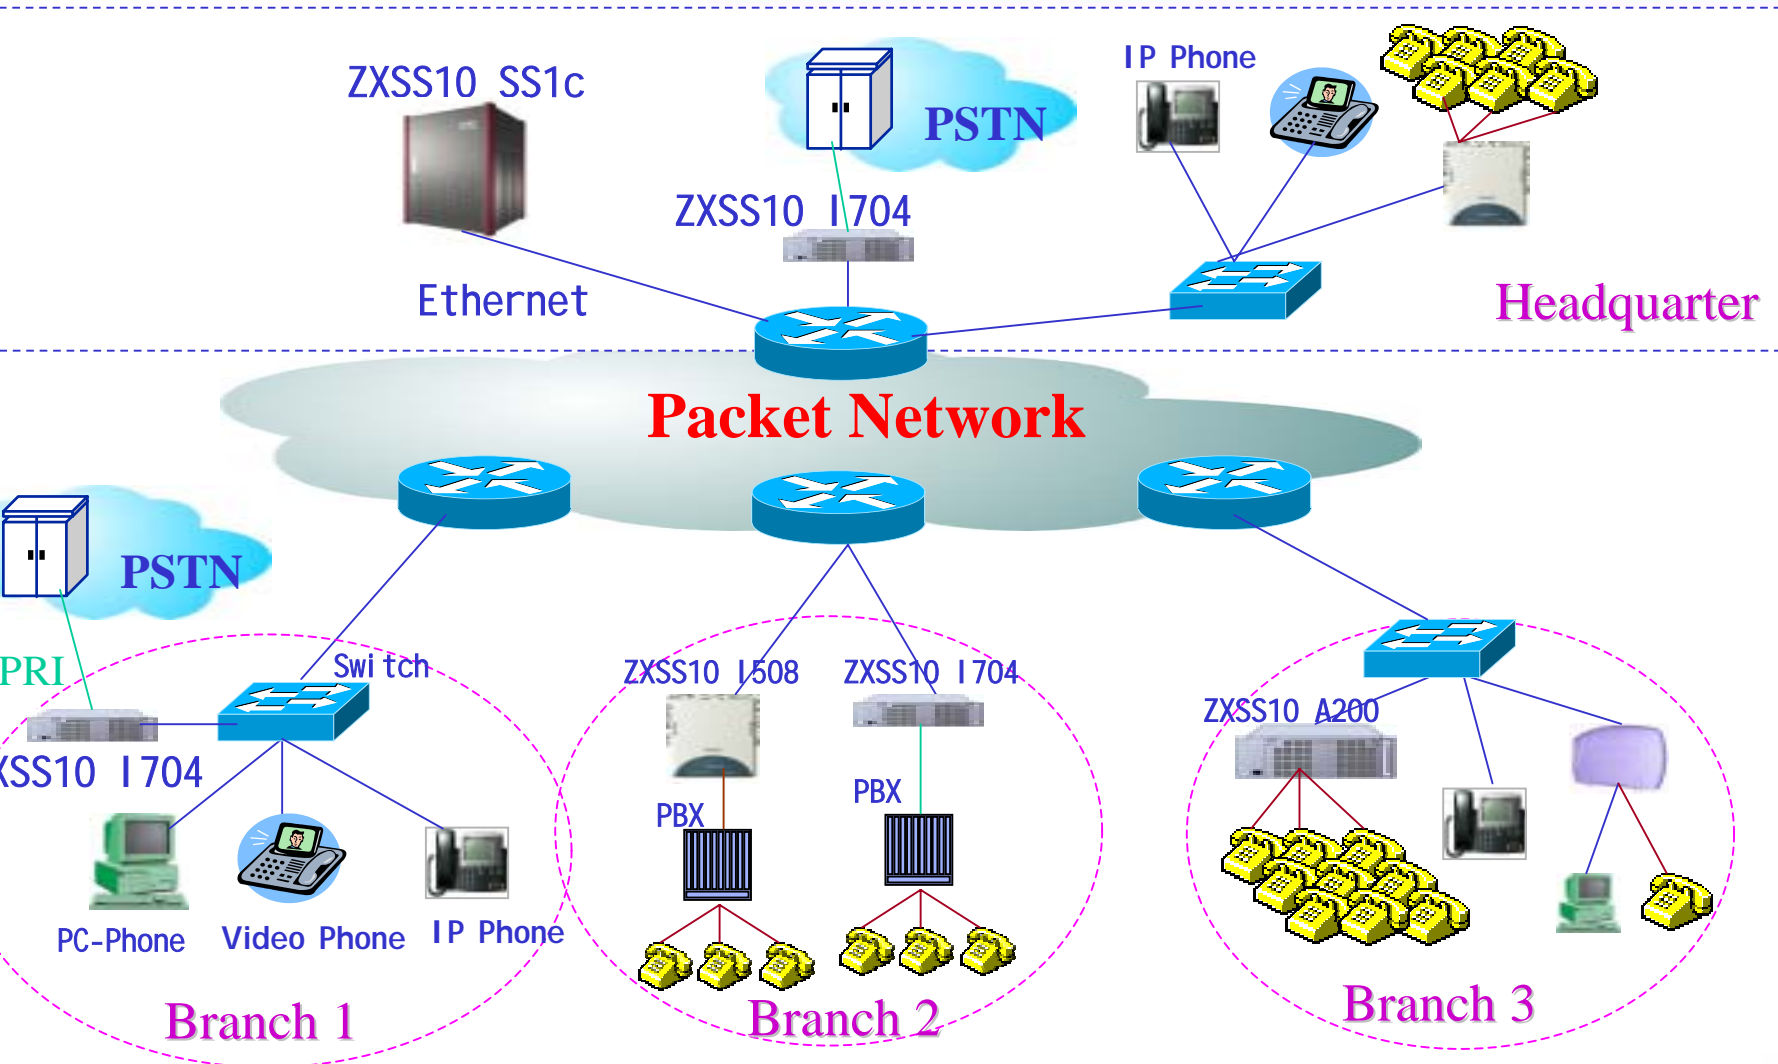 IP Phone
ZXSS10 SS1c
PSTN
ZXSS10 I704
Ethernet
Headquarter
Packet Network
PSTN
PRI
Switch
ZXSS10 I508
ZXSS10 I704
ZXSS10 A200
XSS10 I704
PBX
PBX
PC-Phone
Video Phone
IP Phone
Branch 1
Branch 2
Branch 3